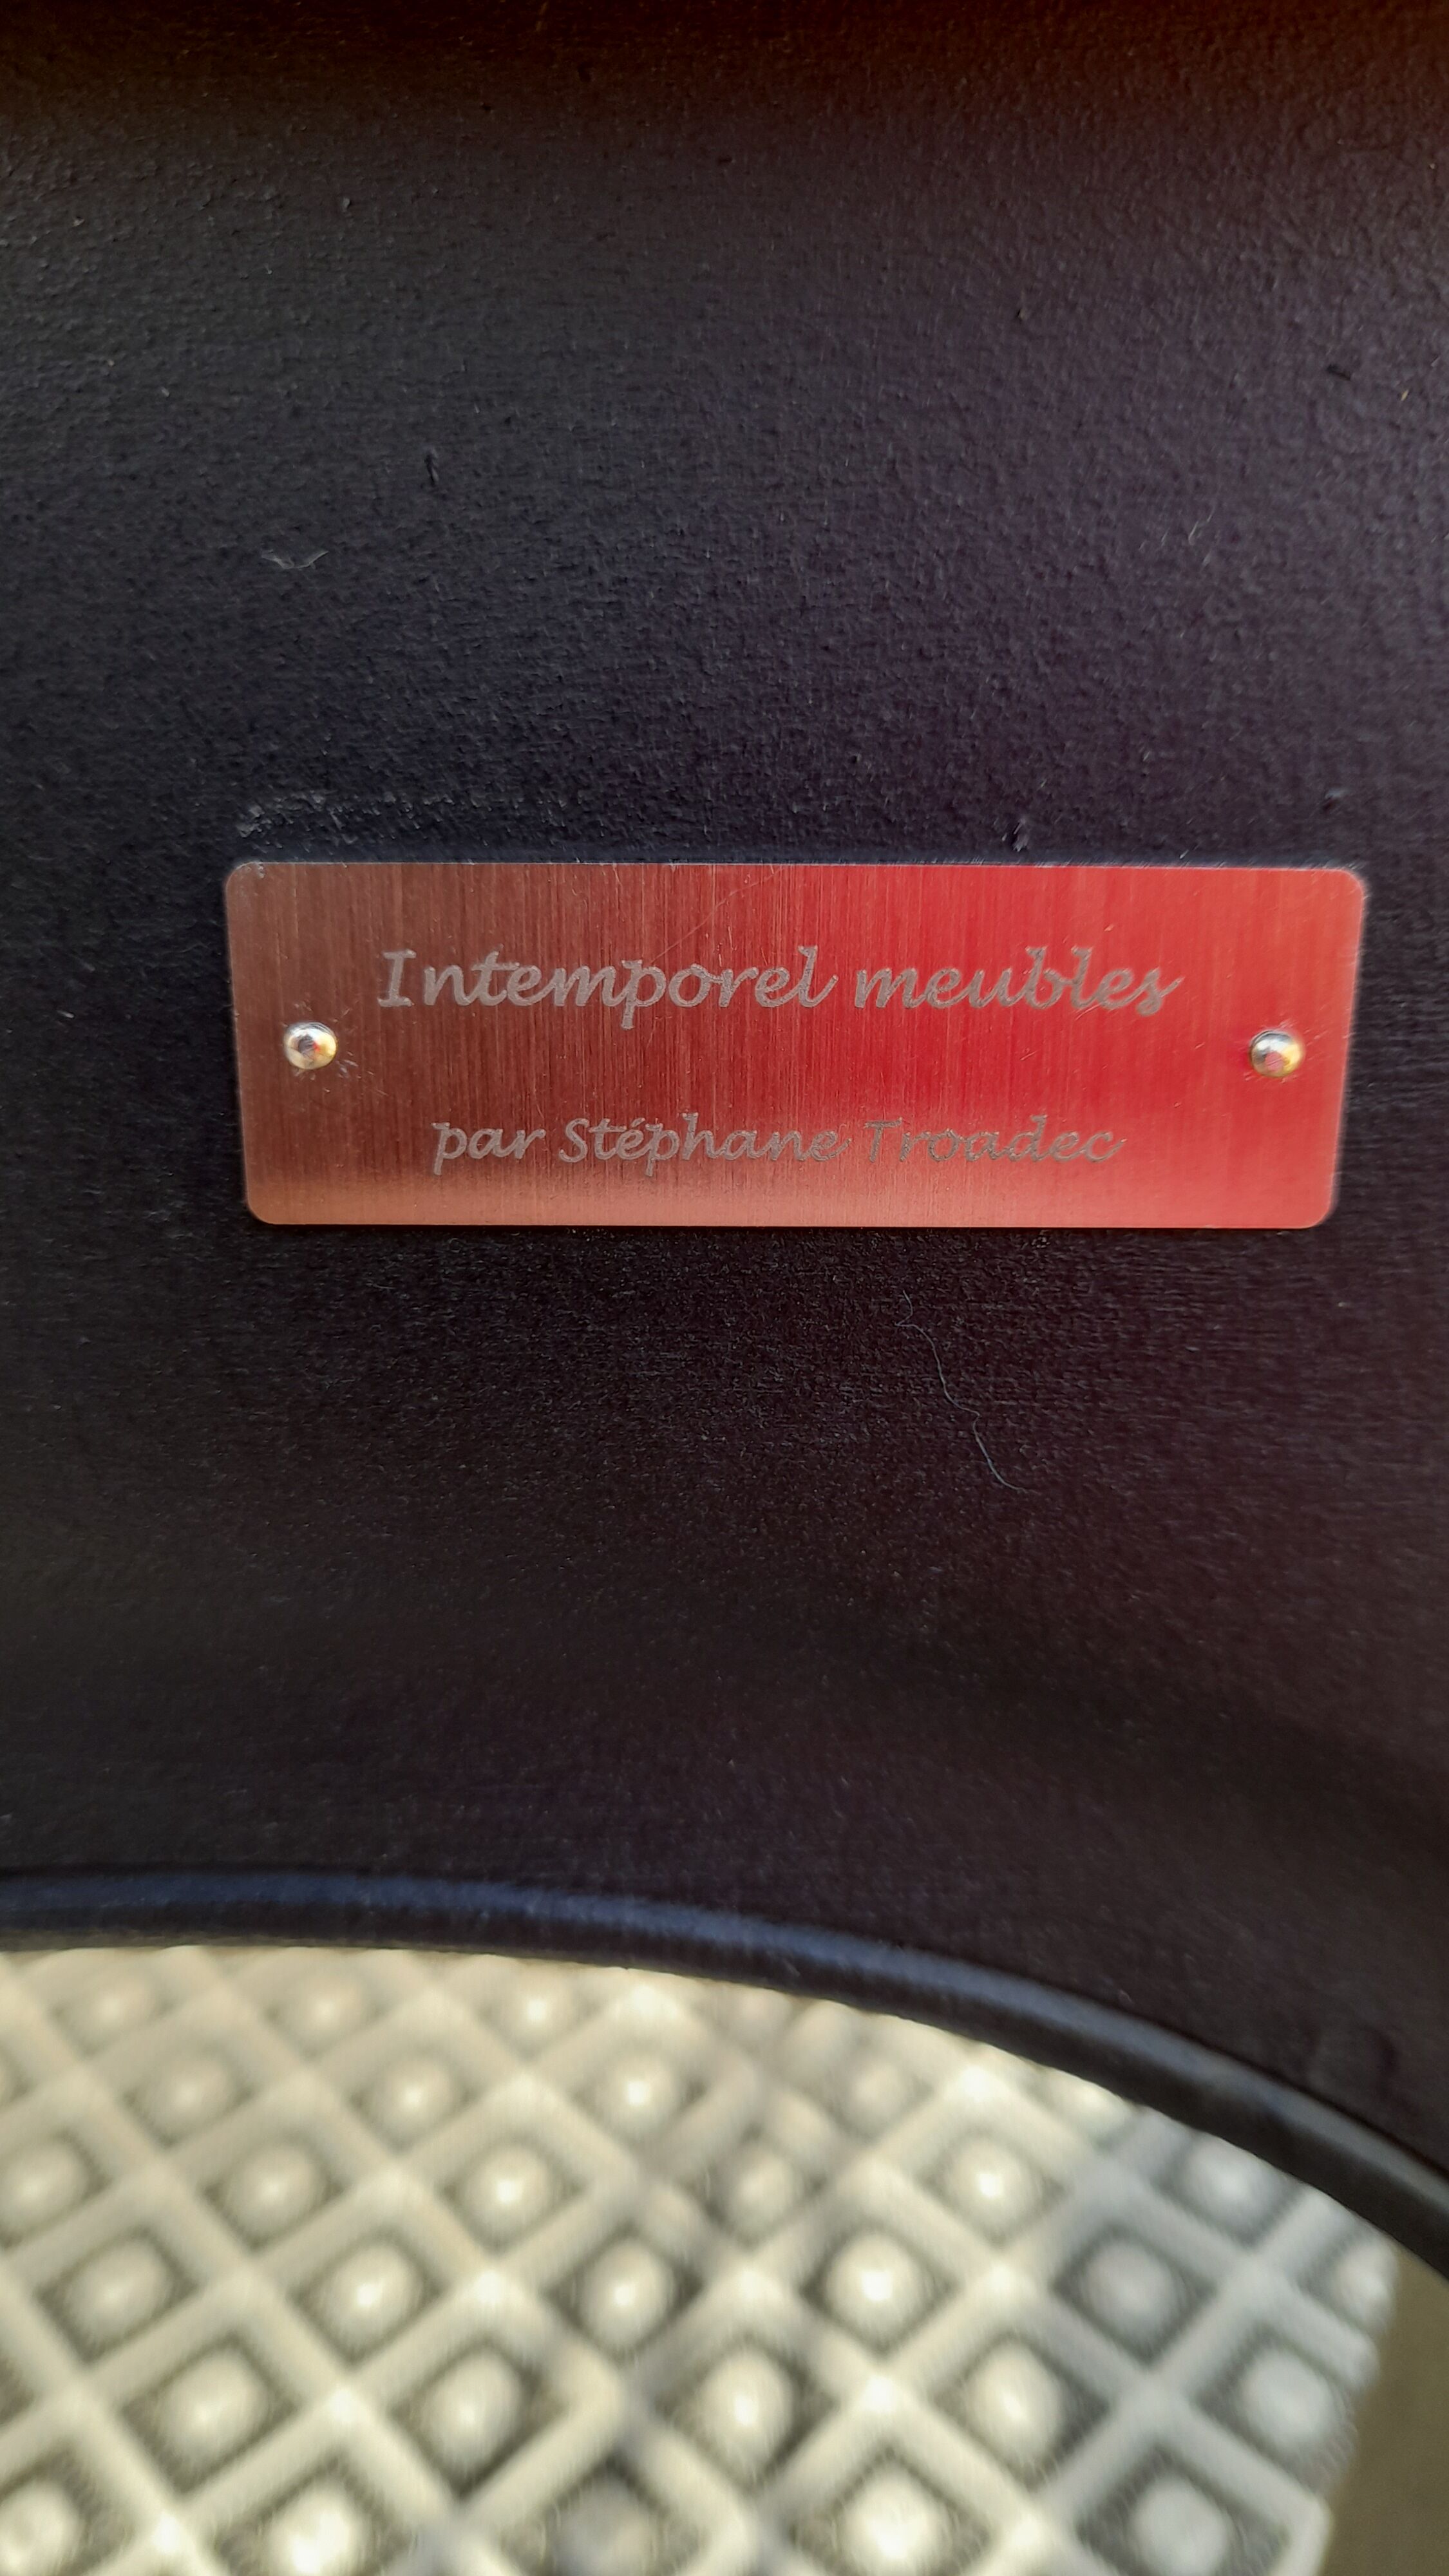 Intemporel meubles
par Stéphane Troadec